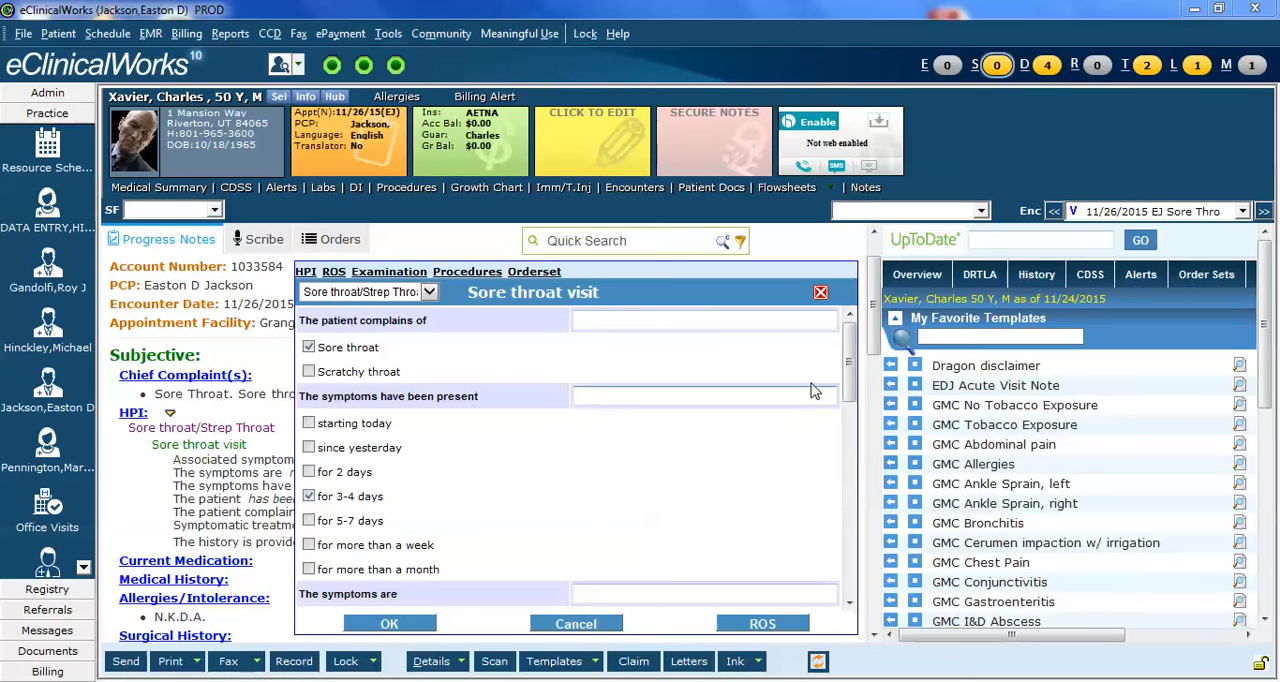 eClinicalWorks (Jackson,Easton D) PROD
File Patient Schedule EMR Billing Reports CCD Fax ePayment Tools Community Meaningful Use Lock Help
eClinicalWorks 10 E 0 S 0 D 4 R 0 T 2 L 1 M 1
Admin
Practice
Resource Sche...
DATA ENTRY,HI...
Gandolfi,Roy J
Hinckley,Michael
Jackson,Easton D
Pennington,Mar...
Office Visits
Registry
Referrals
Messages
Documents
Billing
Xavier, Charles , 50 Y, M Sel Info Hub Allergies Billing Alert
1 Mansion Way
Riverton, UT 84065
H:801-965-3600
DOB:10/18/1965
Appt(N):11/26/15(EJ)
PCP: Jackson, Easton
Language: English
Translator: No
Ins: AETNA
Acc Bal: $0.00
Guar: Charles
Gr Bal: $0.00
CLICK TO EDIT
SECURE NOTES
h Enable
Not web enabled
SMS
Medical Summary | CDSS | Alerts | Labs | DI | Procedures | Growth Chart | Imm/T.Inj | Encounters | Patient Docs | Flowsheets | Notes
SF Enc << V 11/26/2015 EJ Sore Thro >>
Progress Notes Scribe Orders Quick Search
Account Number: 1033584
PCP: Easton D Jackson
Encounter Date: 11/26/2015
Appointment Facility: Grang
Subjective:
Chief Complaint(s):
• Sore Throat. Sore thro
HPI:
Sore throat/Strep Throat
Sore throat visit
Associated symptom
The symptoms are
The symptoms have
The patient has been
The patient complain
Symptomatic treatme
The history is provid
Current Medication:
Medical History:
Allergies/Intolerance:
• N.K.D.A.
Surgical History:
HPI ROS Examination Procedures Orderset
Sore throat/Strep Thro: Sore throat visit
The patient complains of
Sore throat
Scratchy throat
The symptoms have been present
starting today
since yesterday
for 2 days
for 3-4 days
for 5-7 days
for more than a week
for more than a month
The symptoms are
OK Cancel ROS
UpToDate GO
Overview DRTLA History CDSS Alerts Order Sets
Xavier, Charles 50 Y, M as of 11/24/2015
My Favorite Templates
Dragon disclaimer
EDJ Acute Visit Note
GMC No Tobacco Exposure
GMC Tobacco Exposure
GMC Abdominal pain
GMC Allergies
GMC Ankle Sprain, left
GMC Ankle Sprain, right
GMC Bronchitis
GMC Cerumen impaction w/ irrigation
GMC Chest Pain
GMC Conjunctivitis
GMC Gastroenteritis
GMC I&D Abscess
Send Print Fax Record Lock Details Scan Templates Claim Letters Ink